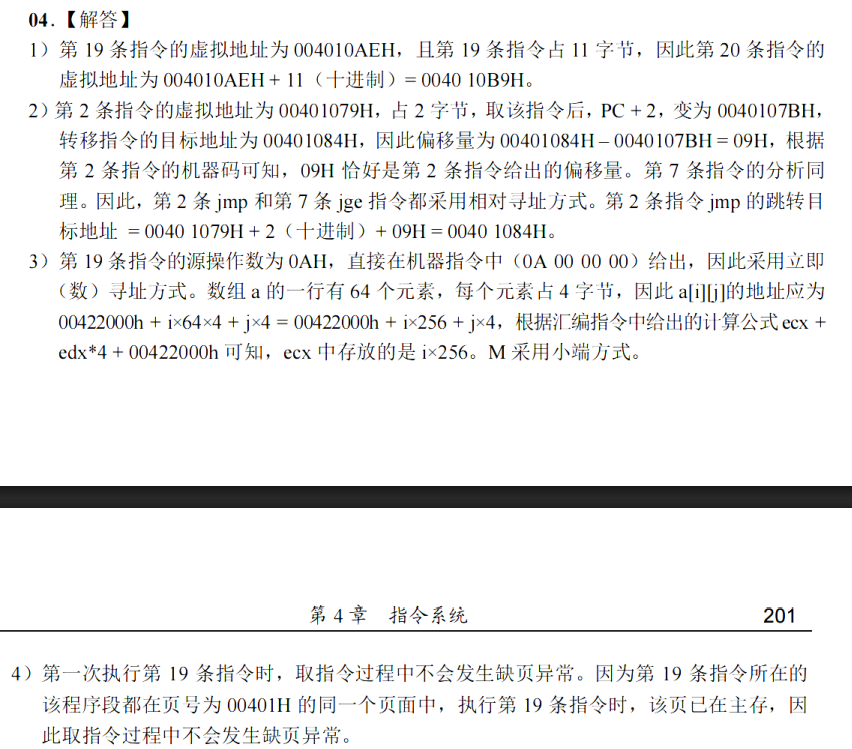 04.【解答】
1）第 19 条指令的虚拟地址为 004010AEH，且第 19 条指令占 11 字节，因此第 20 条指令的
虚拟地址为 004010AEH + 11（十进制）= 0040 10B9H。
2）第 2 条指令的虚拟地址为 00401079H，占 2 字节，取该指令后，PC + 2，变为 0040107BH，
转移指令的目标地址为 00401084H，因此偏移量为 00401084H – 0040107BH = 09H，根据
第 2 条指令的机器码可知，09H 恰好是第 2 条指令给出的偏移量。第 7 条指令的分析同
理。因此，第 2 条 jmp 和第 7 条 jge 指令都采用相对寻址方式。第 2 条指令 jmp 的跳转目
标地址 = 0040 1079H + 2（十进制）+ 09H = 0040 1084H。
3）第 19 条指令的源操作数为 0AH，直接在机器指令中（0A 00 00 00）给出，因此采用立即
（数）寻址方式。数组 a 的一行有 64 个元素，每个元素占 4 字节，因此 a[i][j]的地址应为
00422000h + i×64×4 + j×4 = 00422000h + i×256 + j×4，根据汇编指令中给出的计算公式 ecx +
edx*4 + 00422000h 可知，ecx 中存放的是 i×256。M 采用小端方式。
第 4 章 指令系统 201
4）第一次执行第 19 条指令时，取指令过程中不会发生缺页异常。因为第 19 条指令所在的
该程序段都在页号为 00401H 的同一个页面中，执行第 19 条指令时，该页已在主存，因
此取指令过程中不会发生缺页异常。